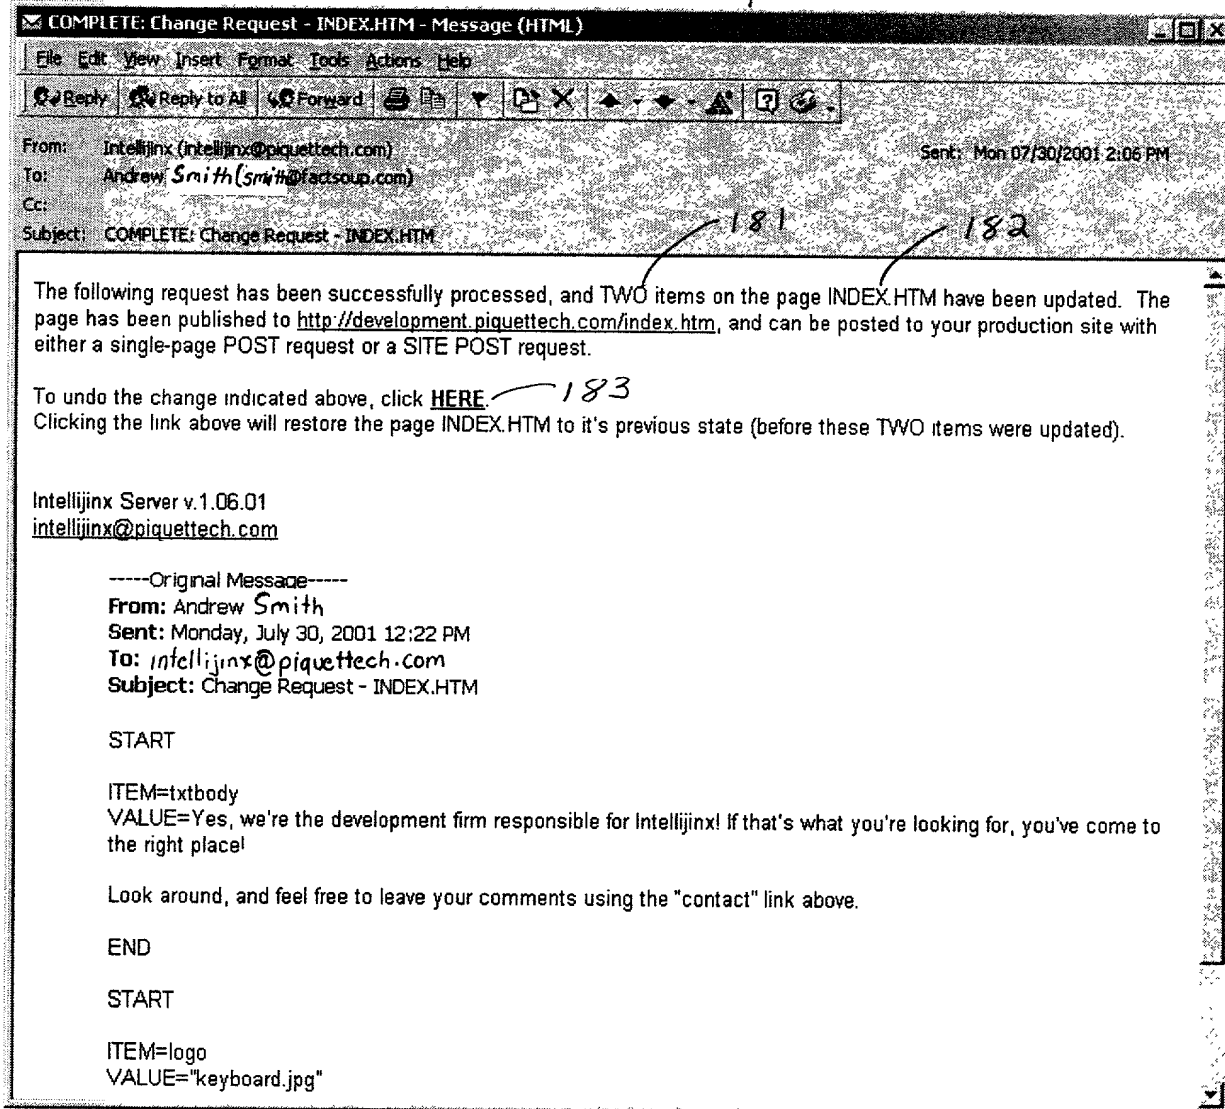 COMPLETE: Change Request - INDEX.HTM - Message (HTML)
File Edit View Insert Format Tools Actions Help
Reply Reply to All Forward
From: Intellijinx (intellijinx@piquettech.com) Sent: Mon 07/30/2001 2:06 PM
To: Andrew Smith (smith@factsoup.com)
Cc:
Subject: COMPLETE: Change Request - INDEX.HTM
181 182
The following request has been successfully processed, and TWO items on the page INDEX.HTM have been updated. The
page has been published to http://development.piquettech.com/index.htm, and can be posted to your production site with
either a single-page POST request or a SITE POST request.
To undo the change indicated above, click HERE. 183
Clicking the link above will restore the page INDEX.HTM to it's previous state (before these TWO items were updated).
Intellijinx Server v.1.06.01
intellijinx@piquettech.com
-----Original Message-----
From: Andrew Smith
Sent: Monday, July 30, 2001 12:22 PM
To: intellijinx@piquettech.com
Subject: Change Request - INDEX.HTM
START
ITEM=txtbody
VALUE=Yes, we're the development firm responsible for Intellijinx! If that's what you're looking for, you've come to
the right place!
Look around, and feel free to leave your comments using the "contact" link above.
END
START
ITEM=logo
VALUE="keyboard.jpg"